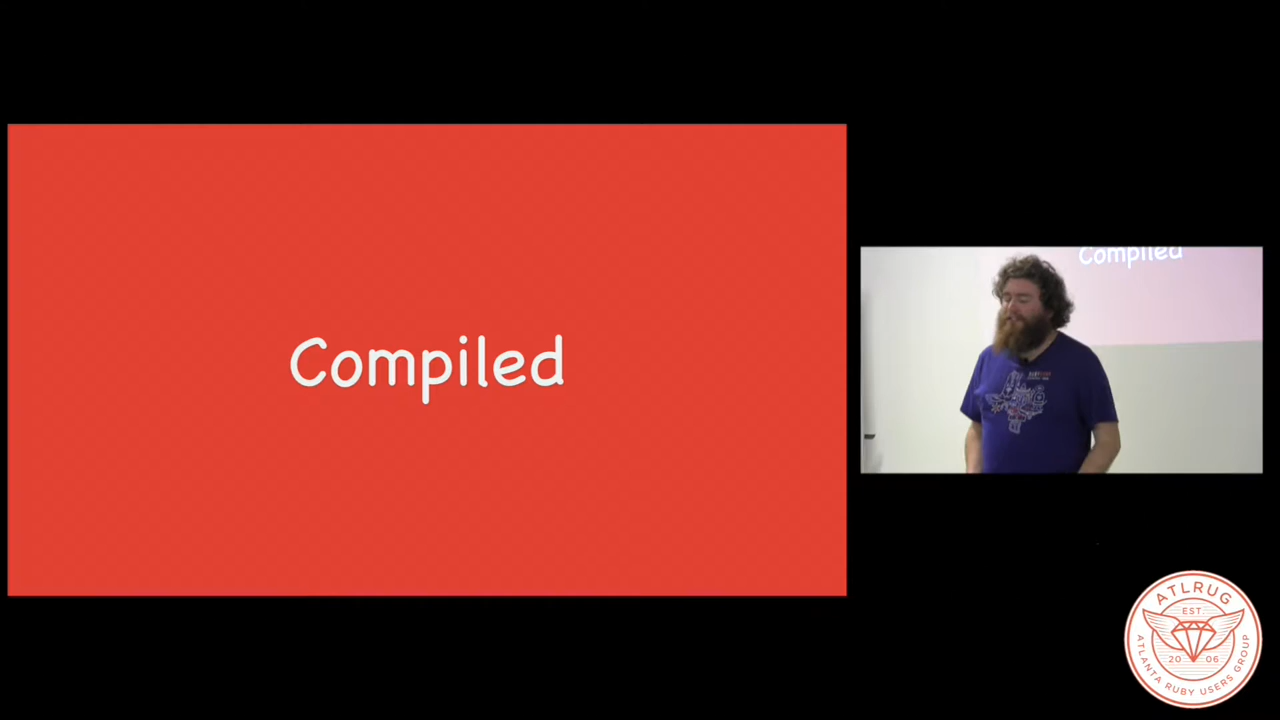 Compiled
Compiled
ATLRUG
EST.
20 06
ATLANTA RUBY USERS GROUP